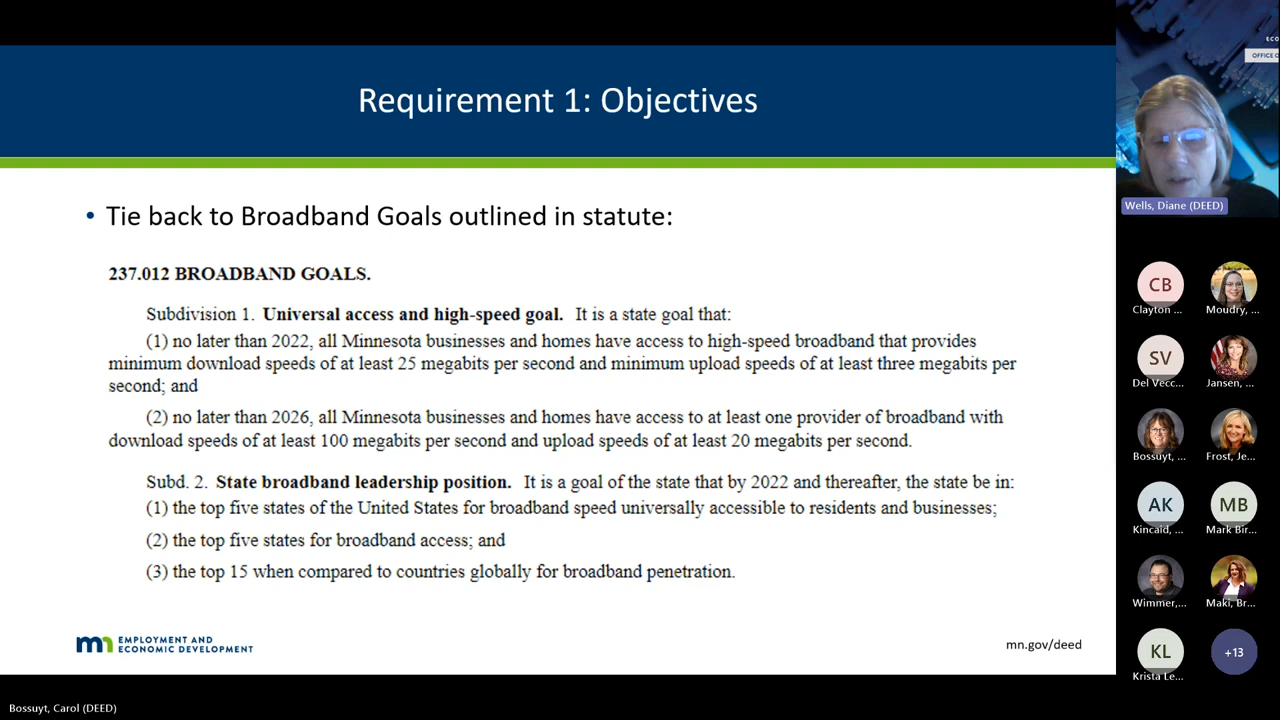 Requirement 1: Objectives
• Tie back to Broadband Goals outlined in statute:
237.012 BROADBAND GOALS.
Subdivision 1. Universal access and high-speed goal. It is a state goal that:
(1) no later than 2022, all Minnesota businesses and homes have access to high-speed broadband that provides
minimum download speeds of at least 25 megabits per second and minimum upload speeds of at least three megabits per
second; and
(2) no later than 2026, all Minnesota businesses and homes have access to at least one provider of broadband with
download speeds of at least 100 megabits per second and upload speeds of at least 20 megabits per second.
Subd. 2. State broadband leadership position. It is a goal of the state that by 2022 and thereafter, the state be in:
(1) the top five states of the United States for broadband speed universally accessible to residents and businesses;
(2) the top five states for broadband access; and
(3) the top 15 when compared to countries globally for broadband penetration.
mn EMPLOYMENT AND
ECONOMIC DEVELOPMENT
mn.gov/deed
Bossuyt, Carol (DEED)
ECO
OFFICE O
Wells, Diane (DEED)
CB
Clayton ...
Moudry, ...
SV
Del Vecc...
Jansen, ...
Bossuyt, ...
Frost, Je...
AK
Kincaid, ...
MB
Mark Bir...
Wimmer,...
Maki, Br...
KL
Krista Le...
+13